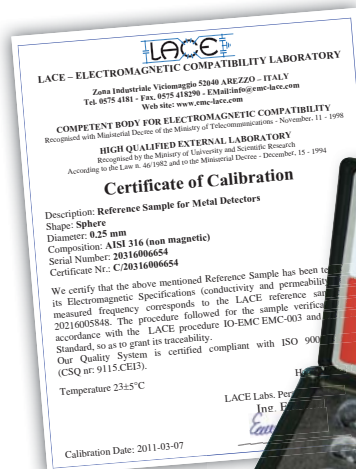 LACE
LACE – ELECTROMAGNETIC COMPATIBILITY LABORATORY
Zona Industriale Viciomaggio 52040 AREZZO – ITALY
Tel. 0575 4181 - Fax. 0575 418290 - EMail:info@emc-lace.com
Web site: www.emc-lace.com
COMPETENT BODY FOR ELECTROMAGNETIC COMPATIBILITY
Recognised with Ministerial Decree of the Ministry of Telecommunications - November, 11 - 1998
HIGH QUALIFIED EXTERNAL LABORATORY
Recognised by the Ministry of University and Scientific Research
According to the Law n. 46/1982 and to the Ministerial Decree - December, 15 - 1994
Certificate of Calibration
Description: Reference Sample for Metal Detectors
Shape: Sphere
Diameter: 0.25 mm
Composition: AISI 316 (non magnetic)
Serial Number: 20316006654
Certificate Nr.: C/20316006654
We certify that the above mentioned Reference Sample has been te
its Electromagnetic Specifications (conductivity and permeability
measured frequency corresponds to the LACE reference sam
20216005848. The procedure followed for the sample verifica
accordance with the LACE procedure IO-EMC EMC-003 and
Standard, so as to grant its traceability.
Our Quality System is certified compliant with ISO 900
(CSQ nr: 9115.CEI3).
Temperature 23±5°C
LACE Labs. Per
Ing. F
Calibration Date: 2011-03-07